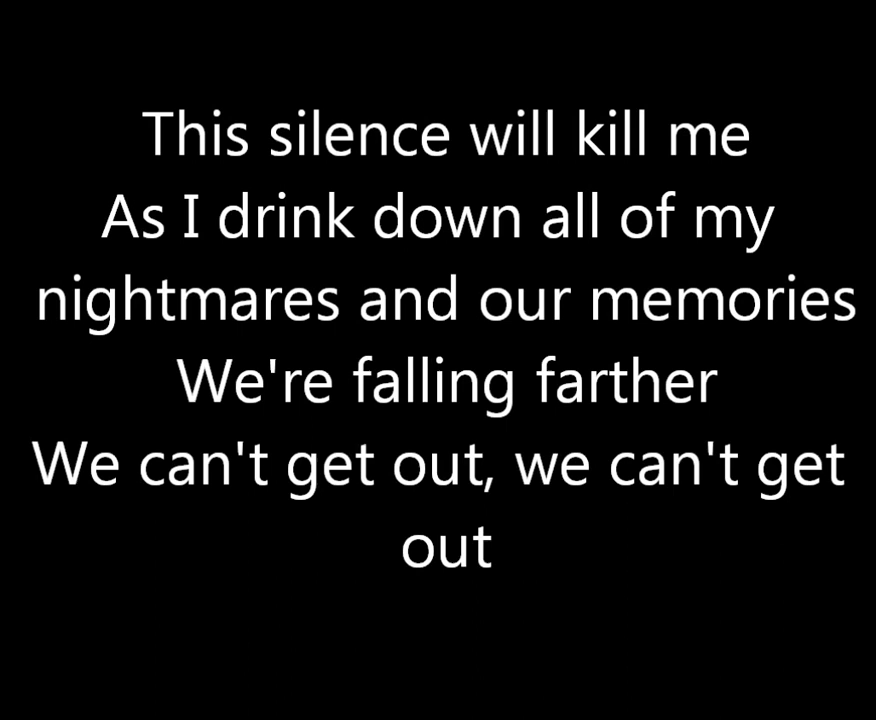 This silence will kill me
As I drink down all of my
nightmares and our memories
We're falling farther
We can't get out, we can't get
out